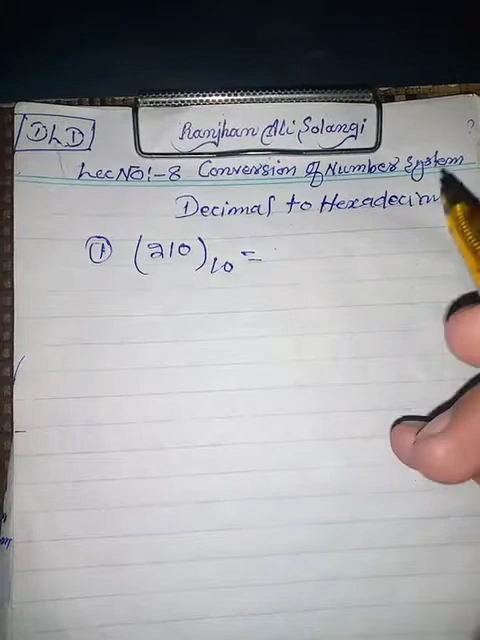 Ranjhan Ali Solangi
DLD
?
Lec No:-8 Conversion of Number System
Decimal to Hexadecim
① (210)₁₀ =